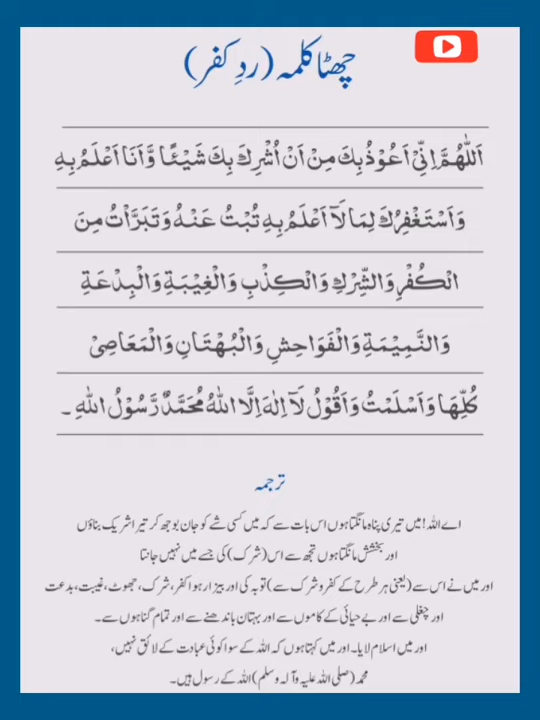 چھٹا کلمہ (ردِ کفر)
اَللّٰهُمَّ اِنِّیْٓ اَعُوْذُ بِكَ مِنْ اَنْ اُشْرِكَ بِكَ شَیْئًا وَّاَنَا اَعْلَمُ بِهٖ
وَاَسْتَغْفِرُكَ لِمَا لَآ اَعْلَمُ بِهٖ تُبْتُ عَنْهُ وَتَبَرَّأْتُ مِنَ
الْكُفْرِ وَالشِّرْكِ وَالْكِذْبِ وَالْغِیْبَةِ وَالْبِدْعَةِ
وَالنَّمِیْمَةِ وَالْفَوَاحِشِ وَالْبُهْتَانِ وَالْمَعَاصِیْ
كُلِّهَا وَاَسْلَمْتُ وَاَقُوْلُ لَآ اِلٰهَ اِلَّا اللّٰهُ مُحَمَّدٌ رَّسُوْلُ اللّٰهِ ۔
ترجمہ
اے اللہ! میں تیری پناہ مانگتا ہوں اس بات سے کہ میں کسی شے کو جان بوجھ کر تیرا شریک بناؤں
اور بخشش مانگتا ہوں تجھ سے اس (شرک) کی جسے میں نہیں جانتا
اور میں نے اس سے (یعنی ہر طرح کے کفر و شرک سے) توبہ کی اور بیزار ہوا کفر، شرک، جھوٹ، غیبت، بدعت
اور چغلی سے اور بے حیائی کے کاموں سے اور بہتان باندھنے سے اور تمام گناہوں سے۔
اور میں اسلام لایا۔ اور میں کہتا ہوں کہ اللہ کے سوا کوئی عبادت کے لائق نہیں،
محمد (صلی اللہ علیہ وآلہ وسلم) اللہ کے رسول ہیں۔